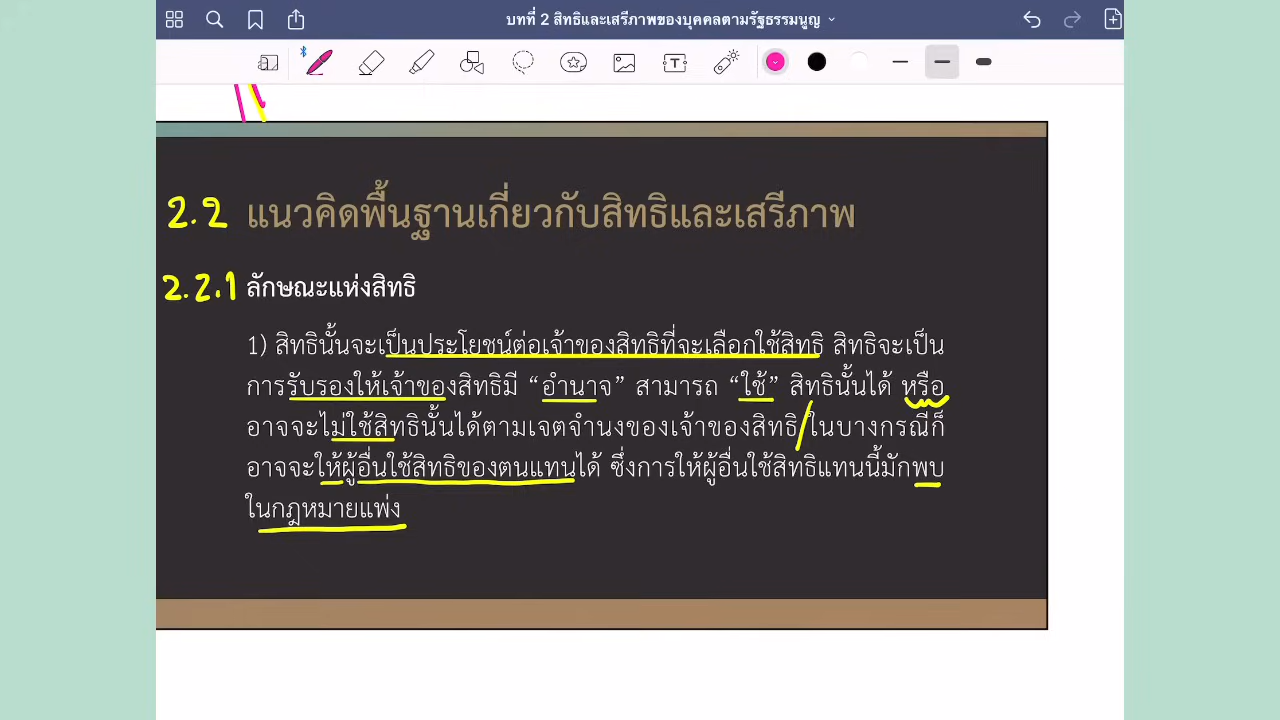 บทที่ 2 สิทธิและเสรีภาพของบุคคลตามรัฐธรรมนูญ
2.2 แนวคิดพื้นฐานเกี่ยวกับสิทธิและเสรีภาพ
2.2.1 ลักษณะแห่งสิทธิ
1) สิทธินั้นจะเป็นประโยชน์ต่อเจ้าของสิทธิที่จะเลือกใช้สิทธิ สิทธิจะเป็น
การรับรองให้เจ้าของสิทธิมี “อำนาจ” สามารถ “ใช้” สิทธินั้นได้ หรือ
อาจจะไม่ใช้สิทธินั้นได้ตามเจตจำนงของเจ้าของสิทธิ/ในบางกรณีก็
อาจจะให้ผู้อื่นใช้สิทธิของตนแทนได้ ซึ่งการให้ผู้อื่นใช้สิทธิแทนนี้มักพบ
ในกฎหมายแพ่ง